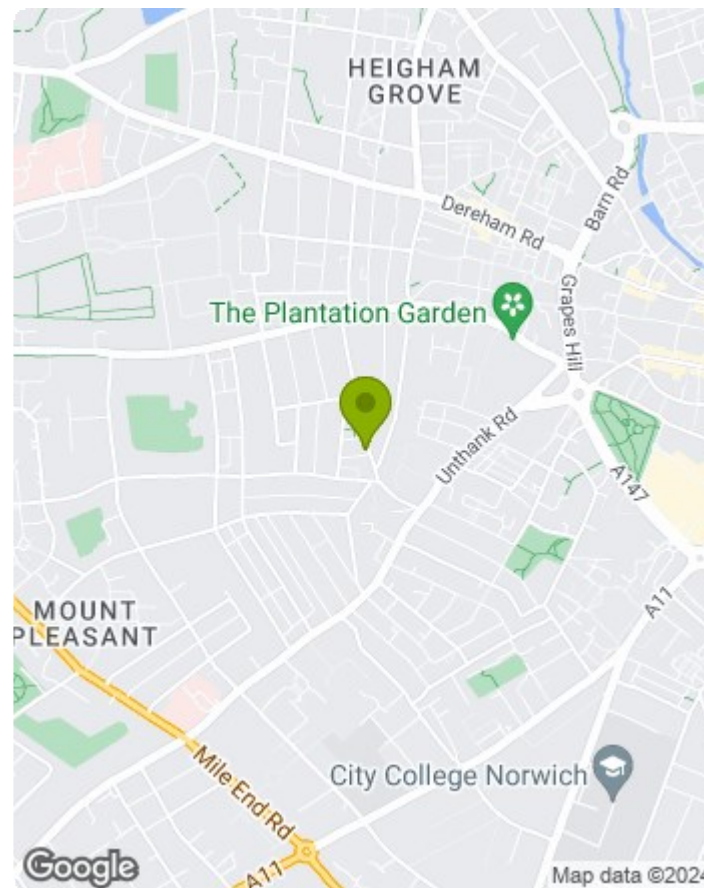 HEIGHAM
GROVE
Barn Rd
Dereham Rd
Grapes Hill
The Plantation Garden
Unthank Rd
A147
A11
MOUNT
PLEASANT
Mile End Rd
City College Norwich
A11
Google
Map data ©2024